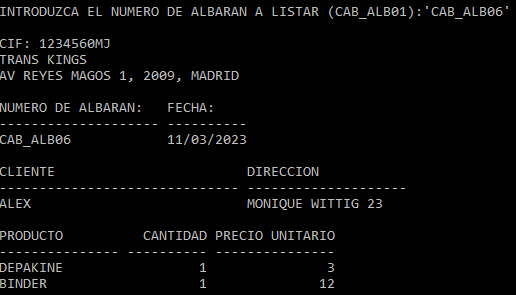 INTRODUZCA EL NUMERO DE ALBARAN A LISTAR (CAB_ALB01):'CAB_ALB06'
CIF: 1234560MJ
TRANS KINGS
AV REYES MAGOS 1, 2009, MADRID
NUMERO DE ALBARAN:   FECHA:
-------------------- ----------
CAB_ALB06            11/03/2023
CLIENTE                        DIRECCION
------------------------------ --------------------
ALEX                           MONIQUE WITTIG 23
PRODUCTO          CANTIDAD PRECIO UNITARIO
--------------- ---------- ---------------
DEPAKINE                 1               3
BINDER                   1              12